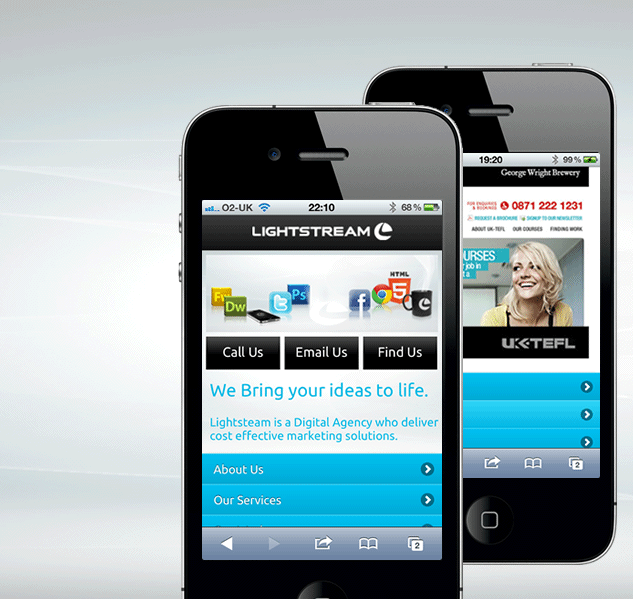 O2-UK 22:10 68%
LIGHTSTREAM
Fw
Dw
Ps
HTML
5
Call Us Email Us Find Us
We Bring your ideas to life.
Lightsteam is a Digital Agency who deliver
cost effective marketing solutions.
About Us
Our Services
2
19:20 99%
George Wright Brewery
FOR ENQUIRIES
& BOOKINGS
0871 222 1231
REQUEST A BROCHURE SIGNUP TO OUR NEWSLETTER
ABOUT UK-TEFL OUR COURSES FINDING WORK
OURSES
r job in
t a
UK-TEFL
2